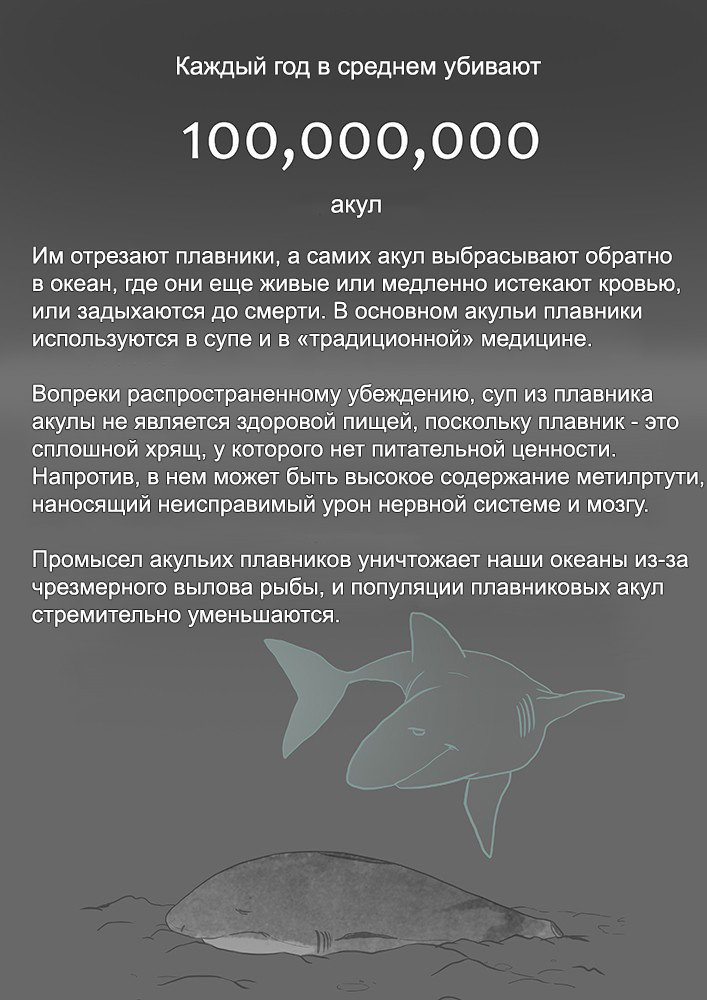 Каждый год в среднем убивают
100,000,000
акул
Им отрезают плавники, а самих акул выбрасывают обратно
в океан, где они еще живые или медленно истекают кровью,
или задыхаются до смерти. В основном акульи плавники
используются в супе и в «традиционной» медицине.
Вопреки распространенному убеждению, суп из плавника
акулы не является здоровой пищей, поскольку плавник - это
сплошной хрящ, у которого нет питательной ценности.
Напротив, в нем может быть высокое содержание метилртути,
наносящий неисправимый урон нервной системе и мозгу.
Промысел акульих плавников уничтожает наши океаны из-за
чрезмерного вылова рыбы, и популяции плавниковых акул
стремительно уменьшаются.